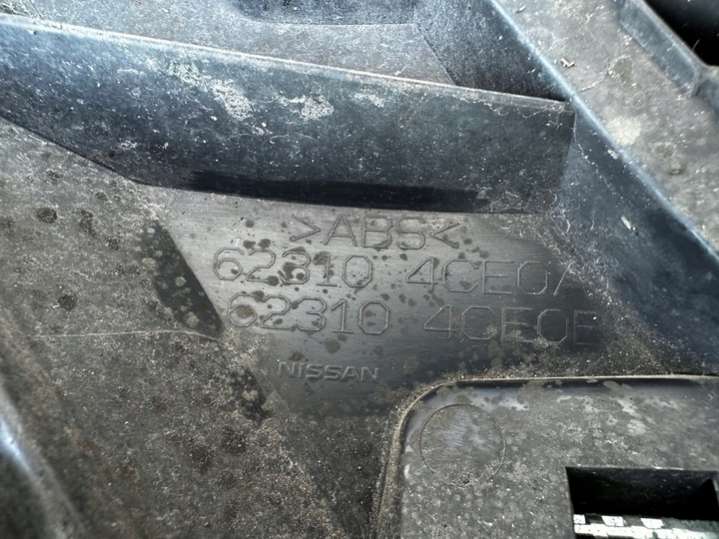 >ABS<
62310 4CE0A
62310 4CE0B
NISSAN